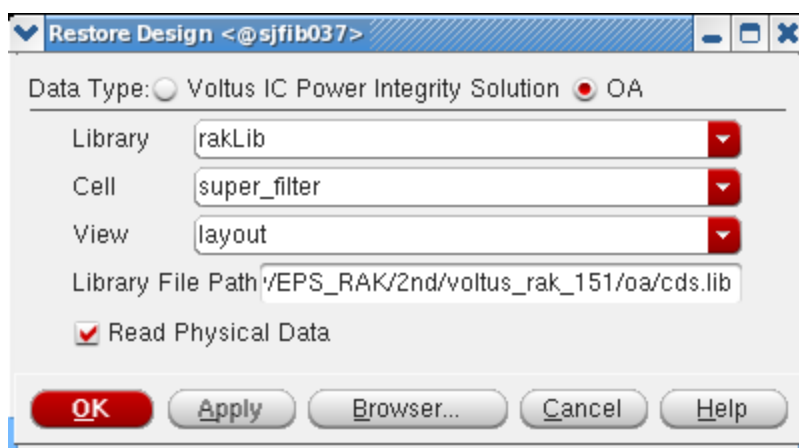 Restore Design <@sjfib037>
Data Type: Voltus IC Power Integrity Solution OA
Library rakLib
Cell super_filter
View layout
Library File Path /EPS_RAK/2nd/voltus_rak_151/oa/cds.lib
Read Physical Data
OK Apply Browser... Cancel Help